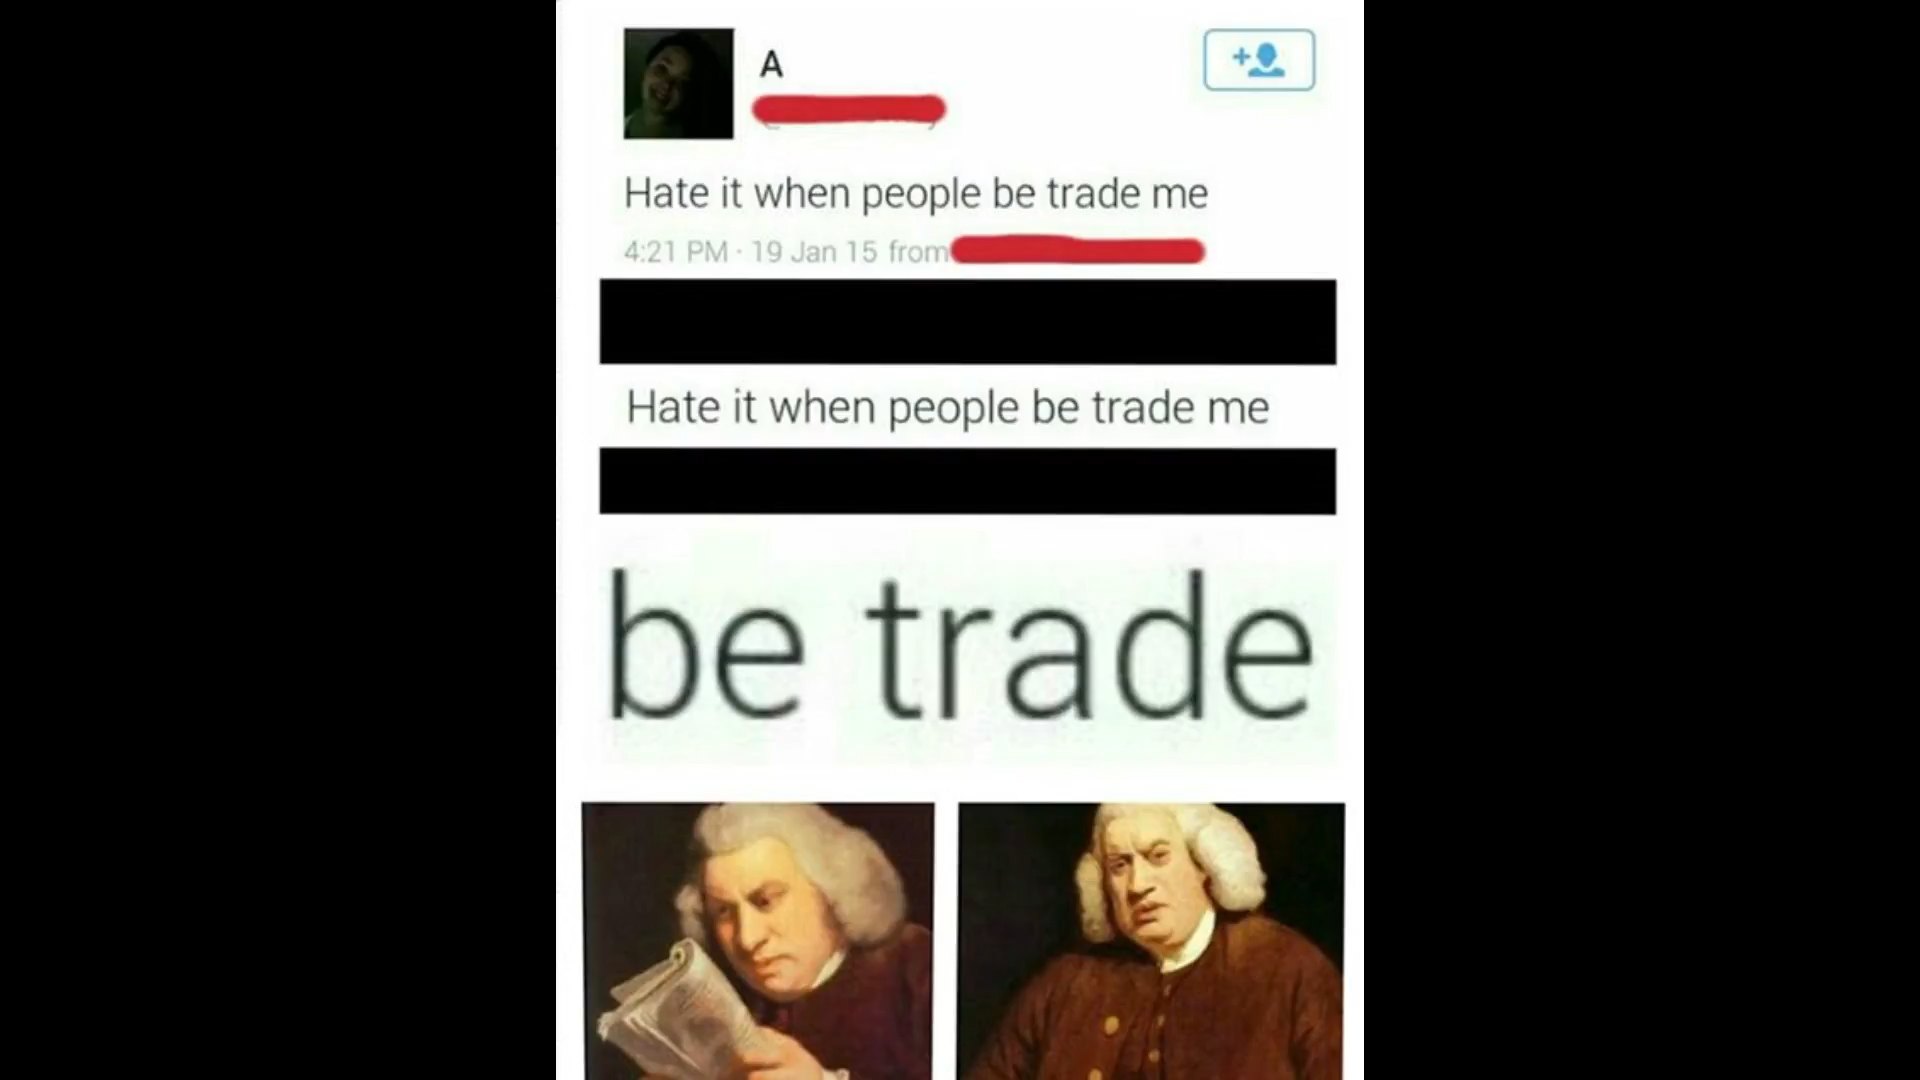 A
Hate it when people be trade me
4:21 PM · 19 Jan 15 from
Hate it when people be trade me
be trade